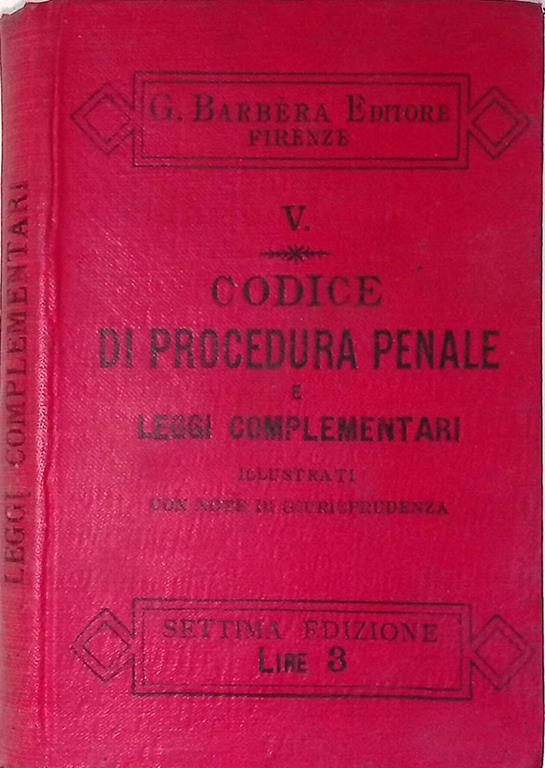 G. BARBÈRA EDITORE
FIRENZE
V.
CODICE
DI PROCEDURA PENALE
E
LEGGI COMPLEMENTARI
ILLUSTRATI
CON NOTE DI GIURISPRUDENZA
SETTIMA EDIZIONE
LIRE 3
LEGGI COMPLEMENTARI